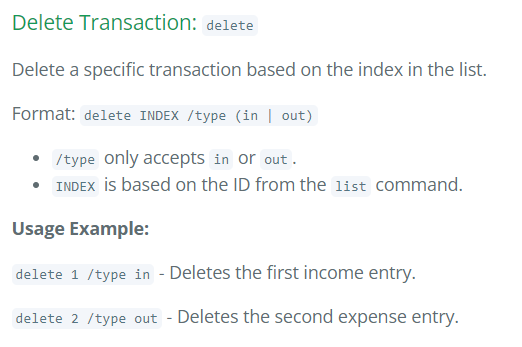 Delete Transaction: delete
Delete a specific transaction based on the index in the list.
Format: delete INDEX /type (in | out)
• /type only accepts in or out.
• INDEX is based on the ID from the list command.
Usage Example:
delete 1 /type in - Deletes the first income entry.
delete 2 /type out - Deletes the second expense entry.